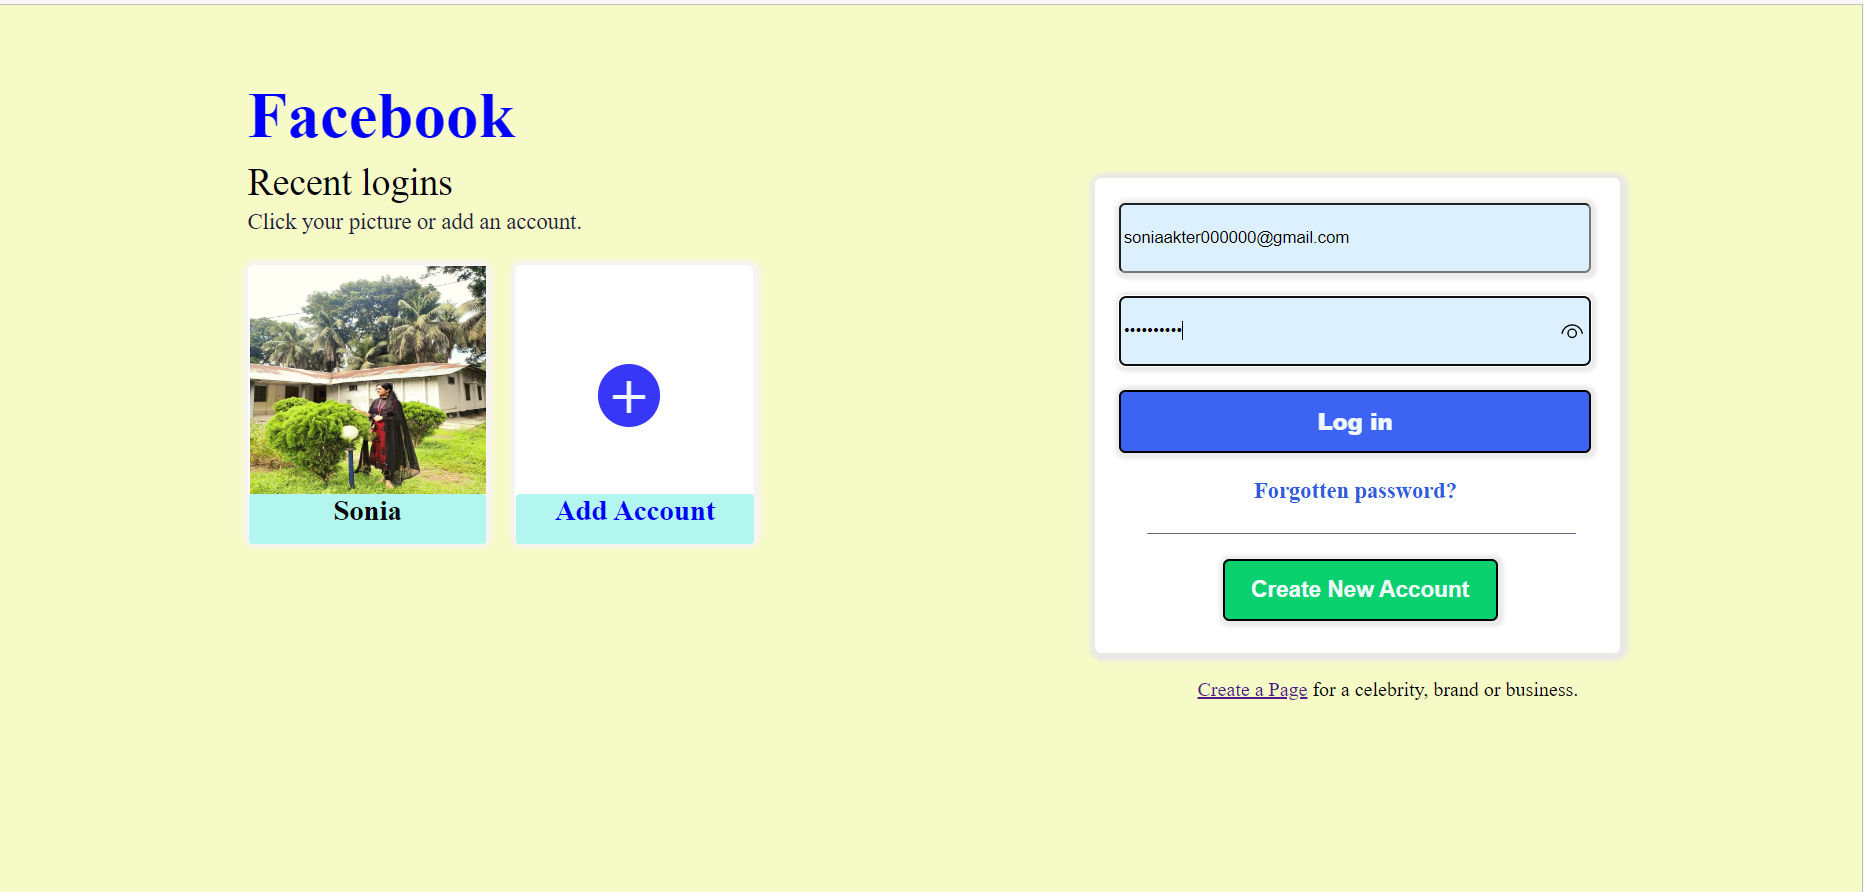 Facebook
Recent logins
Click your picture or add an account.
Sonia
Add Account
soniaakter000000@gmail.com
••••••••••
Log in
Forgotten password?
Create New Account
Create a Page for a celebrity, brand or business.